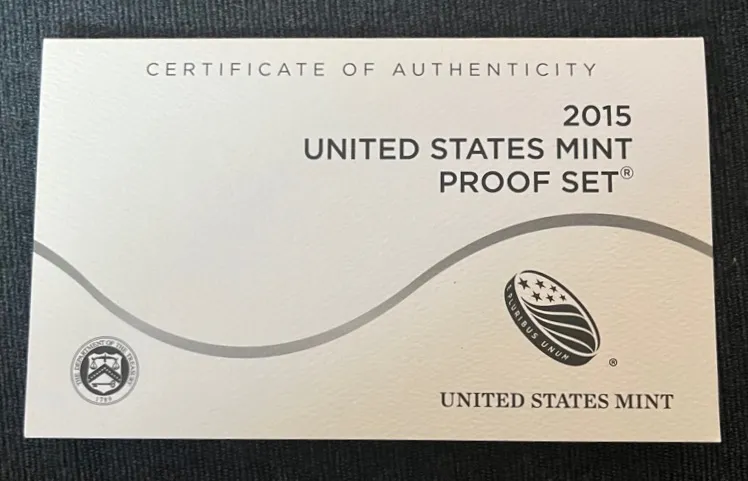 CERTIFICATE OF AUTHENTICITY
2015
UNITED STATES MINT
PROOF SET®
E PLURIBUS UNUM
®
THE DEPARTMENT OF THE TREASURY
1789
UNITED STATES MINT